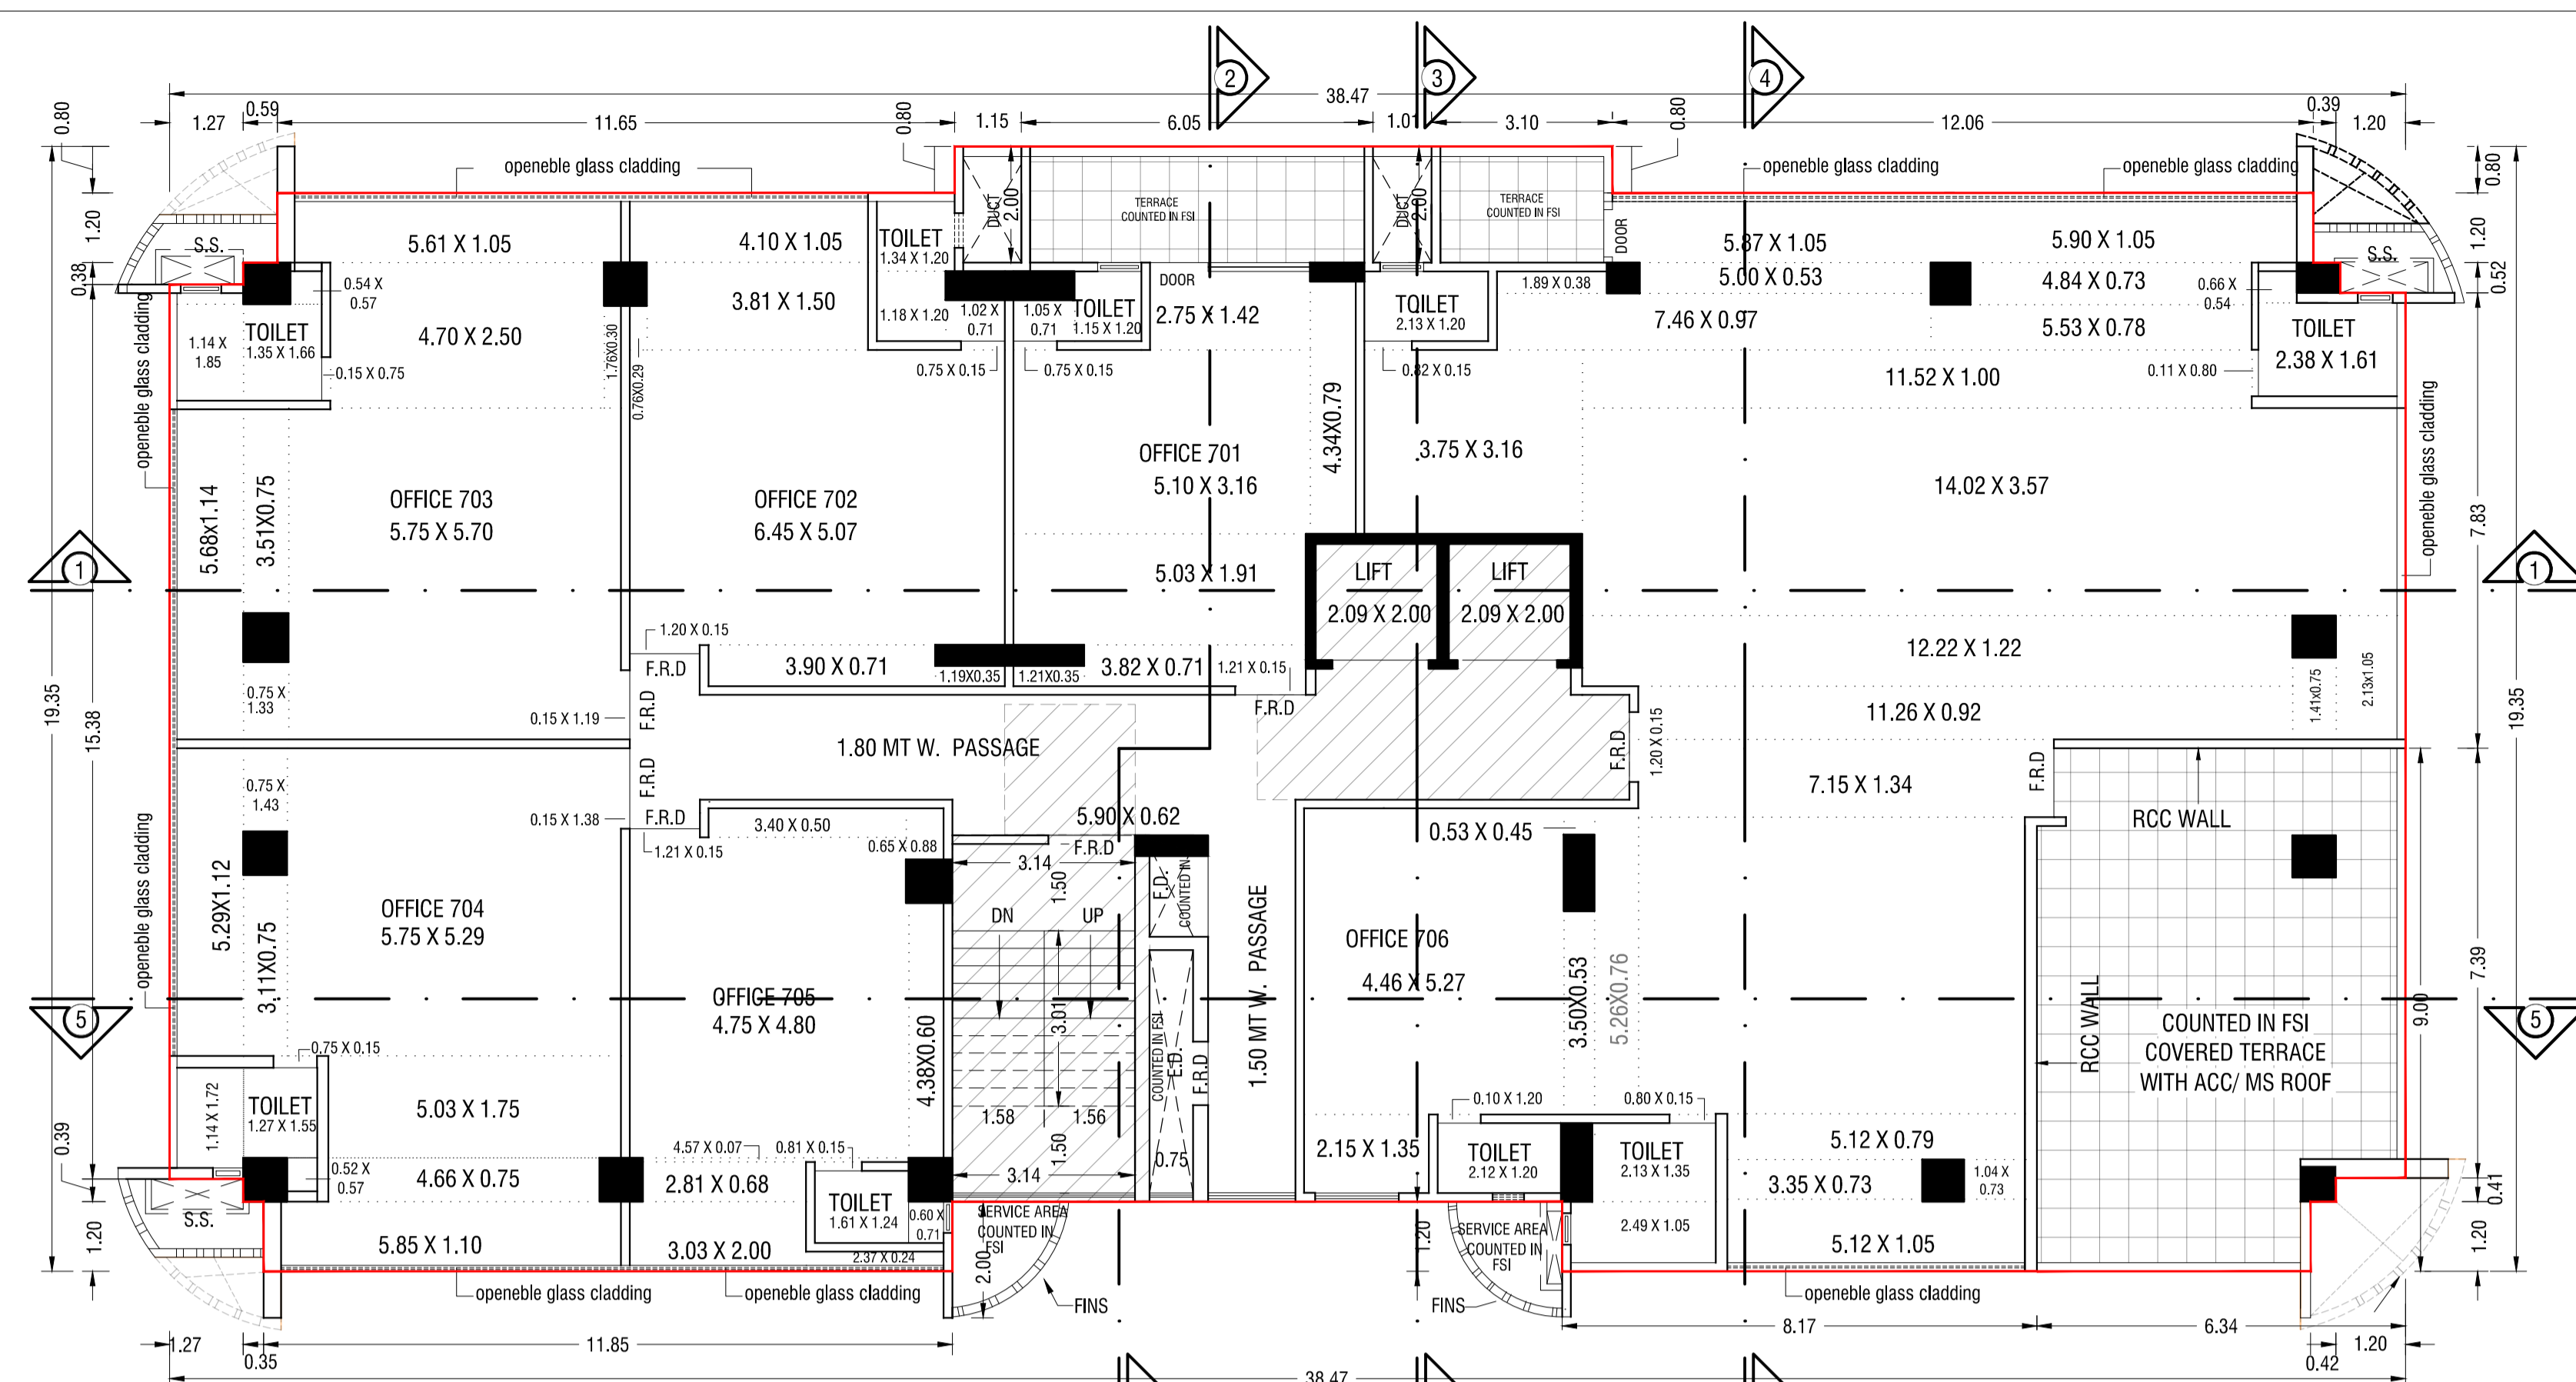 2
3
4
38.47
0.80
1.27
0.59
11.65
0.80
1.15
6.05
1.01
3.10
0.80
12.06
0.39
1.20
openeble glass cladding
openeble glass cladding
openeble glass cladding
0.80
1.20
0.38
S.S.
5.61 X 1.05
4.10 X 1.05
TOILET
1.34 X 1.20
DUCT
2.00
TERRACE
COUNTED IN FSI
DUCT
2.00
TERRACE
COUNTED IN FSI
DOOR
5.87 X 1.05
5.90 X 1.05
S.S.
1.20
0.52
0.54 X
0.57
DOOR
1.89 X 0.38
5.00 X 0.53
4.84 X 0.73
0.66 X
0.54
TOILET
1.35 X 1.66
1.14 X
1.85
4.70 X 2.50
3.81 X 1.50
1.18 X 1.20
1.02 X
0.71
1.05 X
0.71
TOILET
1.15 X 1.20
2.75 X 1.42
TOILET
2.13 X 1.20
7.46 X 0.97
5.53 X 0.78
TOILET
2.38 X 1.61
0.15 X 0.75
1.76X0.30
0.76X0.29
0.75 X 0.15
0.75 X 0.15
0.82 X 0.15
11.52 X 1.00
0.11 X 0.80
openeble glass cladding
openeble glass cladding
OFFICE 703
5.75 X 5.70
OFFICE 702
6.45 X 5.07
OFFICE 701
5.10 X 3.16
4.34X0.79
3.75 X 3.16
14.02 X 3.57
5.68x1.14
3.51X0.75
7.83
1
1
5.03 X 1.91
LIFT
2.09 X 2.00
LIFT
2.09 X 2.00
1.20 X 0.15
F.R.D
3.90 X 0.71
1.19X0.35
1.21X0.35
3.82 X 0.71
1.21 X 0.15
F.R.D
12.22 X 1.22
1.41x0.75
2.13x1.05
0.75 X
1.33
0.15 X 1.19
F.R.D
11.26 X 0.92
19.35
15.38
19.35
1.80 MT W. PASSAGE
F.R.D
1.20 X 0.15
F.R.D
0.75 X
1.43
F.R.D
7.15 X 1.34
0.15 X 1.38
F.R.D
1.21 X 0.15
3.40 X 0.50
0.65 X 0.88
5.90 X 0.62
F.R.D
3.14
1.50
0.53 X 0.45
RCC WALL
openeble glass cladding
5.29X1.12
3.11X0.75
OFFICE 704
5.75 X 5.29
DN
UP
E.D.
COUNTED IN
1.50 MT W. PASSAGE
OFFICE 706
4.46 X 5.27
3.50X0.53
5.26X0.76
7.39
9.00
5
5
OFFICE 705
4.75 X 4.80
4.38X0.60
3.01
COUNTED IN FSI
E.D.
F.R.D
RCC WALL
COUNTED IN FSI
COVERED TERRACE
WITH ACC/ MS ROOF
0.75 X 0.15
1.14 X 1.72
TOILET
1.27 X 1.55
5.03 X 1.75
1.58
1.56
1.50
3.14
0.75
0.10 X 1.20
0.80 X 0.15
2.15 X 1.35
TOILET
2.12 X 1.20
TOILET
2.13 X 1.35
5.12 X 0.79
0.39
0.52 X
0.57
4.66 X 0.75
4.57 X 0.07
0.81 X 0.15
2.81 X 0.68
3.35 X 0.73
1.04 X
0.73
0.41
S.S.
TOILET
1.61 X 1.24
0.60 X
0.71
SERVICE AREA
COUNTED IN
FSI
1.20
SERVICE AREA
COUNTED IN
FSI
2.49 X 1.05
1.20
1.20
5.85 X 1.10
3.03 X 2.00
2.37 X 0.24
2.00
5.12 X 1.05
openeble glass cladding
openeble glass cladding
FINS
FINS
openeble glass cladding
1.27
0.35
11.85
8.17
6.34
0.42
1.20
38.47